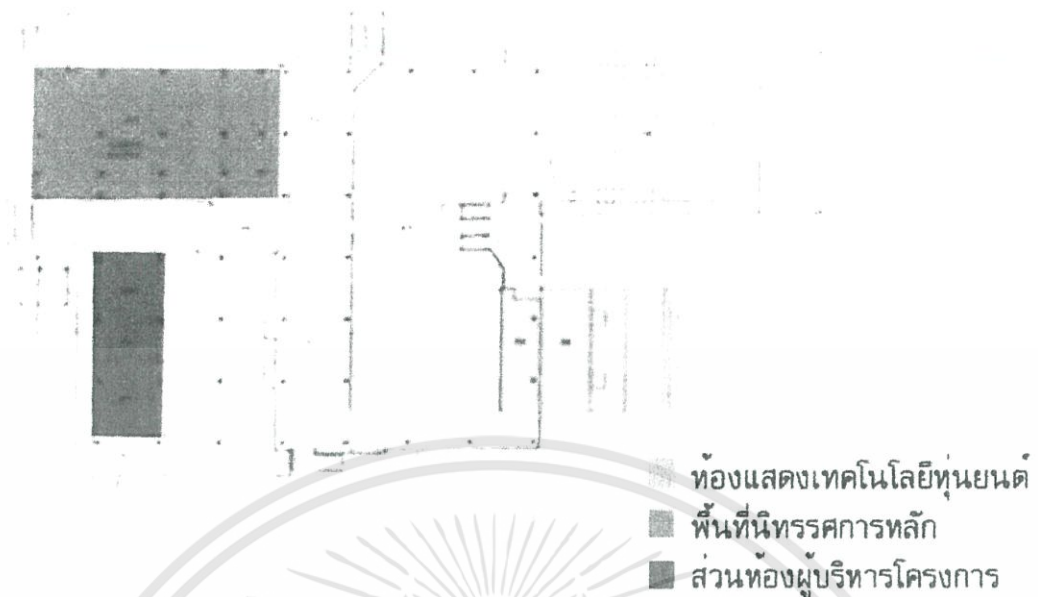 ห้องแสดงเทคโนโลยีหุ่นยนต์
พื้นที่นิทรรศการหลัก
ส่วนห้องผู้บริหารโครงการ